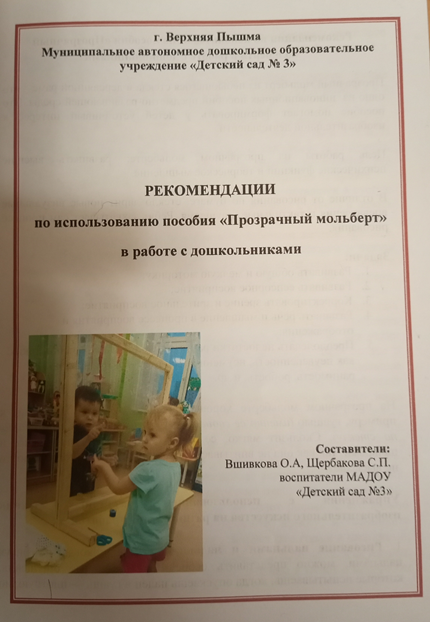 г. Верхняя Пышма
Муниципальное автономное дошкольное образовательное
учреждение «Детский сад № 3»
РЕКОМЕНДАЦИИ
по использованию пособия «Прозрачный мольберт»
в работе с дошкольниками
Составители:
Вшивкова О.А, Щербакова С.П.
воспитатели МАДОУ
«Детский сад №3»